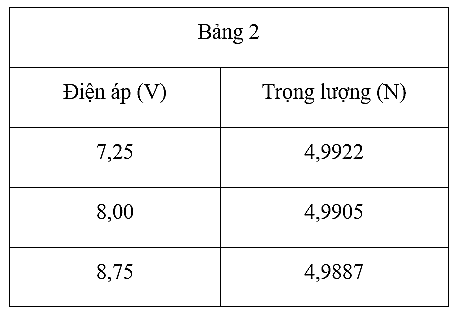 Bảng 2
Điện áp (V) Trọng lượng (N)
7,25 4,9922
8,00 4,9905
8,75 4,9887